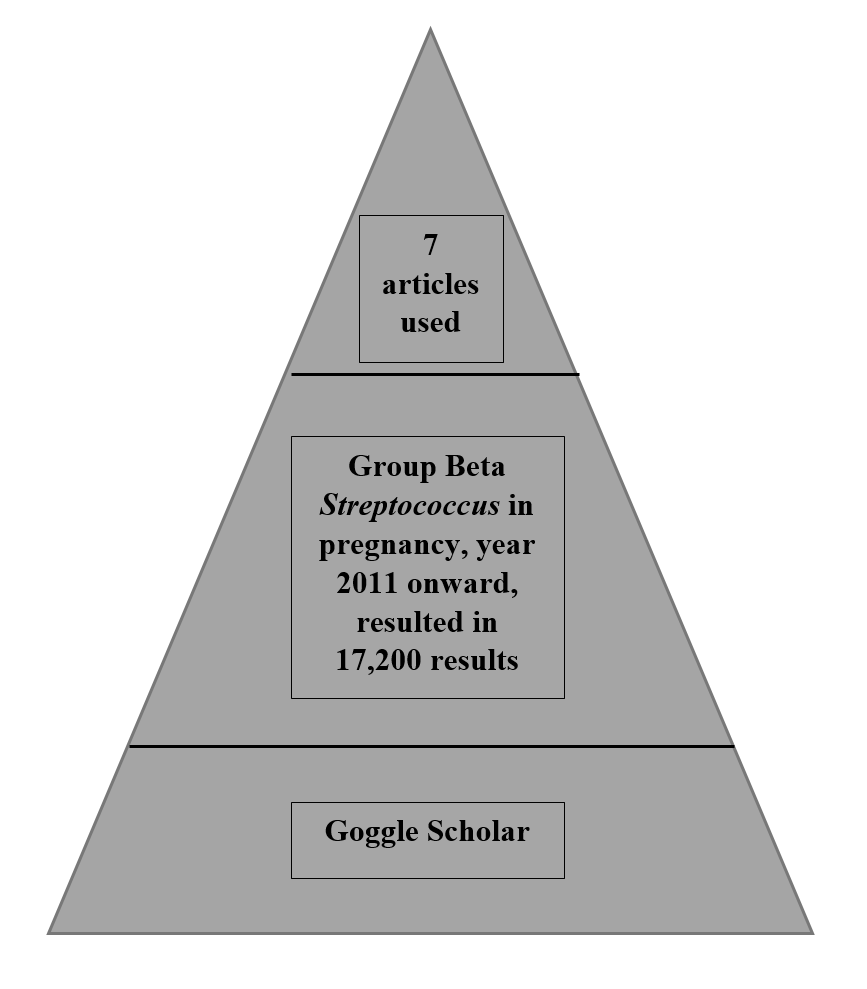 7
articles
used
Group Beta
Streptococcus in
pregnancy, year
2011 onward,
resulted in
17,200 results
Goggle Scholar